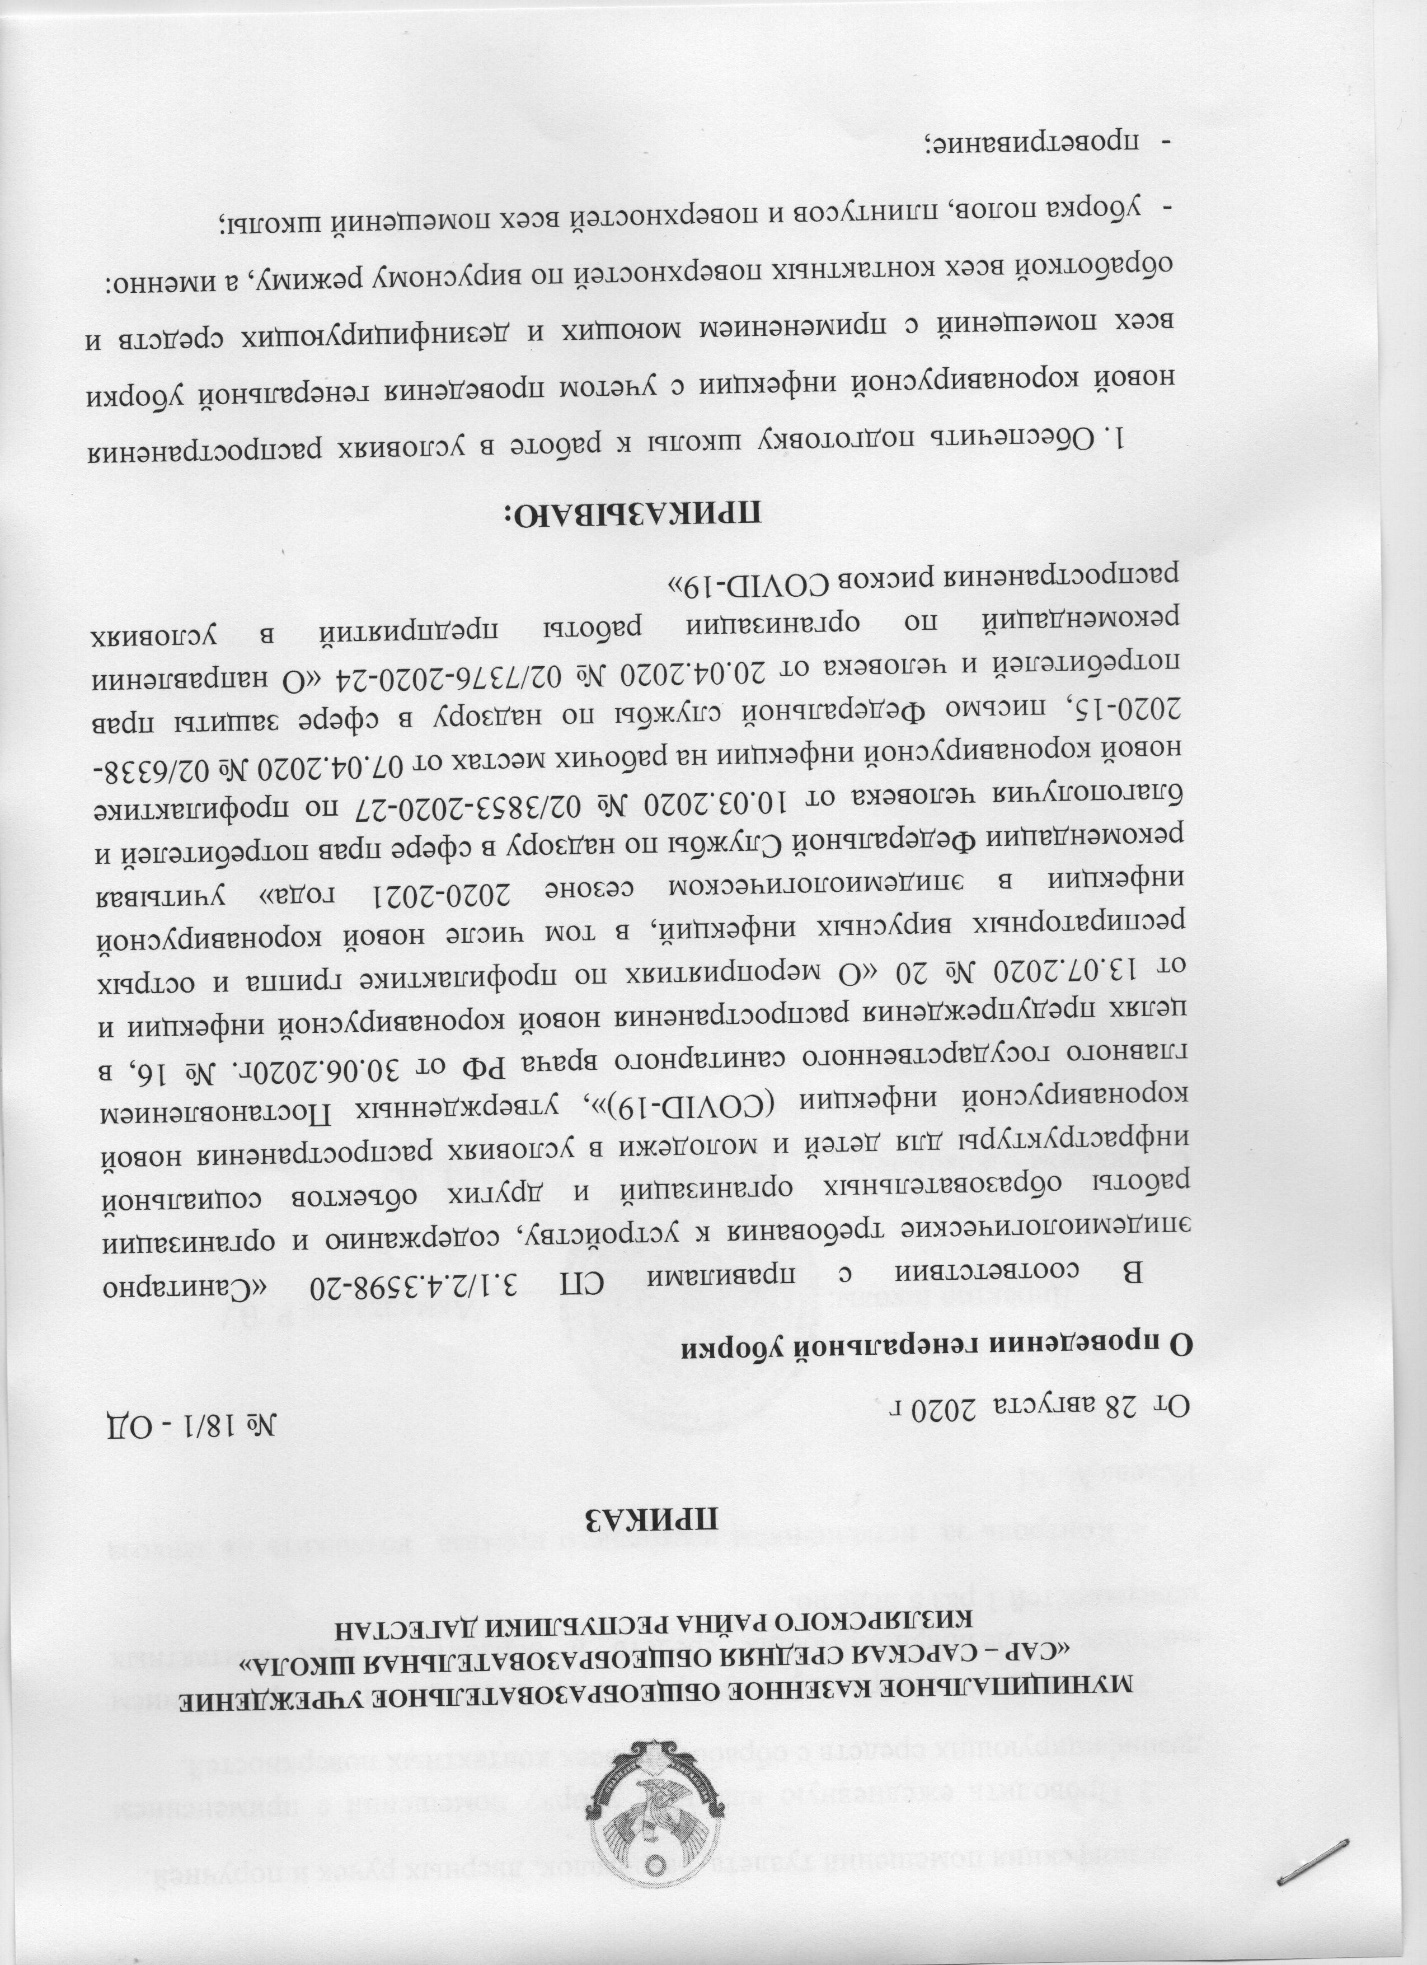 МУНИЦИПАЛЬНОЕ КАЗЕННОЕ ОБЩЕОБРАЗОВАТЕЛЬНОЕ УЧРЕЖДЕНИЕ
«САР – САРСКАЯ СРЕДНЯЯ ОБЩЕОБРАЗОВАТЕЛЬНАЯ ШКОЛА»
КИЗЛЯРСКОГО РАЙНА РЕСПУБЛИКИ ДАГЕСТАН
ПРИКАЗ
От 28 августа 2020 г № 18/1 - ОД
О проведении генеральной уборки
В соответствии с правилами СП 3.1/2.4.3598-20 «Санитарно
эпидемиологические требования к устройству, содержанию и организации
работы образовательных организаций и других объектов социальной
инфраструктуры для детей и молодежи в условиях распространения новой
коронавирусной инфекции (COVID-19)», утвержденных Постановлением
главного государственного санитарного врача РФ от 30.06.2020г. № 16, в
целях предупреждения распространения новой коронавирусной инфекции и
от 13.07.2020 № 20 «О мероприятиях по профилактике гриппа и острых
респираторных вирусных инфекций, в том числе новой коронавирусной
инфекции в эпидемиологическом сезоне 2020-2021 года» учитывая
рекомендации Федеральной Службы по надзору в сфере прав потребителей и
благополучия человека от 10.03.2020 № 02/3853-2020-27 по профилактике
новой коронавирусной инфекции на рабочих местах от 07.04.2020 № 02/6338-
2020-15, письмо Федеральной службы по надзору в сфере защиты прав
потребителей и человека от 20.04.2020 № 02/7376-2020-24 «О направлении
рекомендаций по организации работы предприятий в условиях
распространения рисков COVID-19»
ПРИКАЗЫВАЮ:
1. Обеспечить подготовку школы к работе в условиях распространения
новой коронавирусной инфекции с учетом проведения генеральной уборки
всех помещений с применением моющих и дезинфицирующих средств и
обработкой всех контактных поверхностей по вирусному режиму, а именно:
- уборка полов, плинтусов и поверхностей всех помещений школы;
- проветривание;